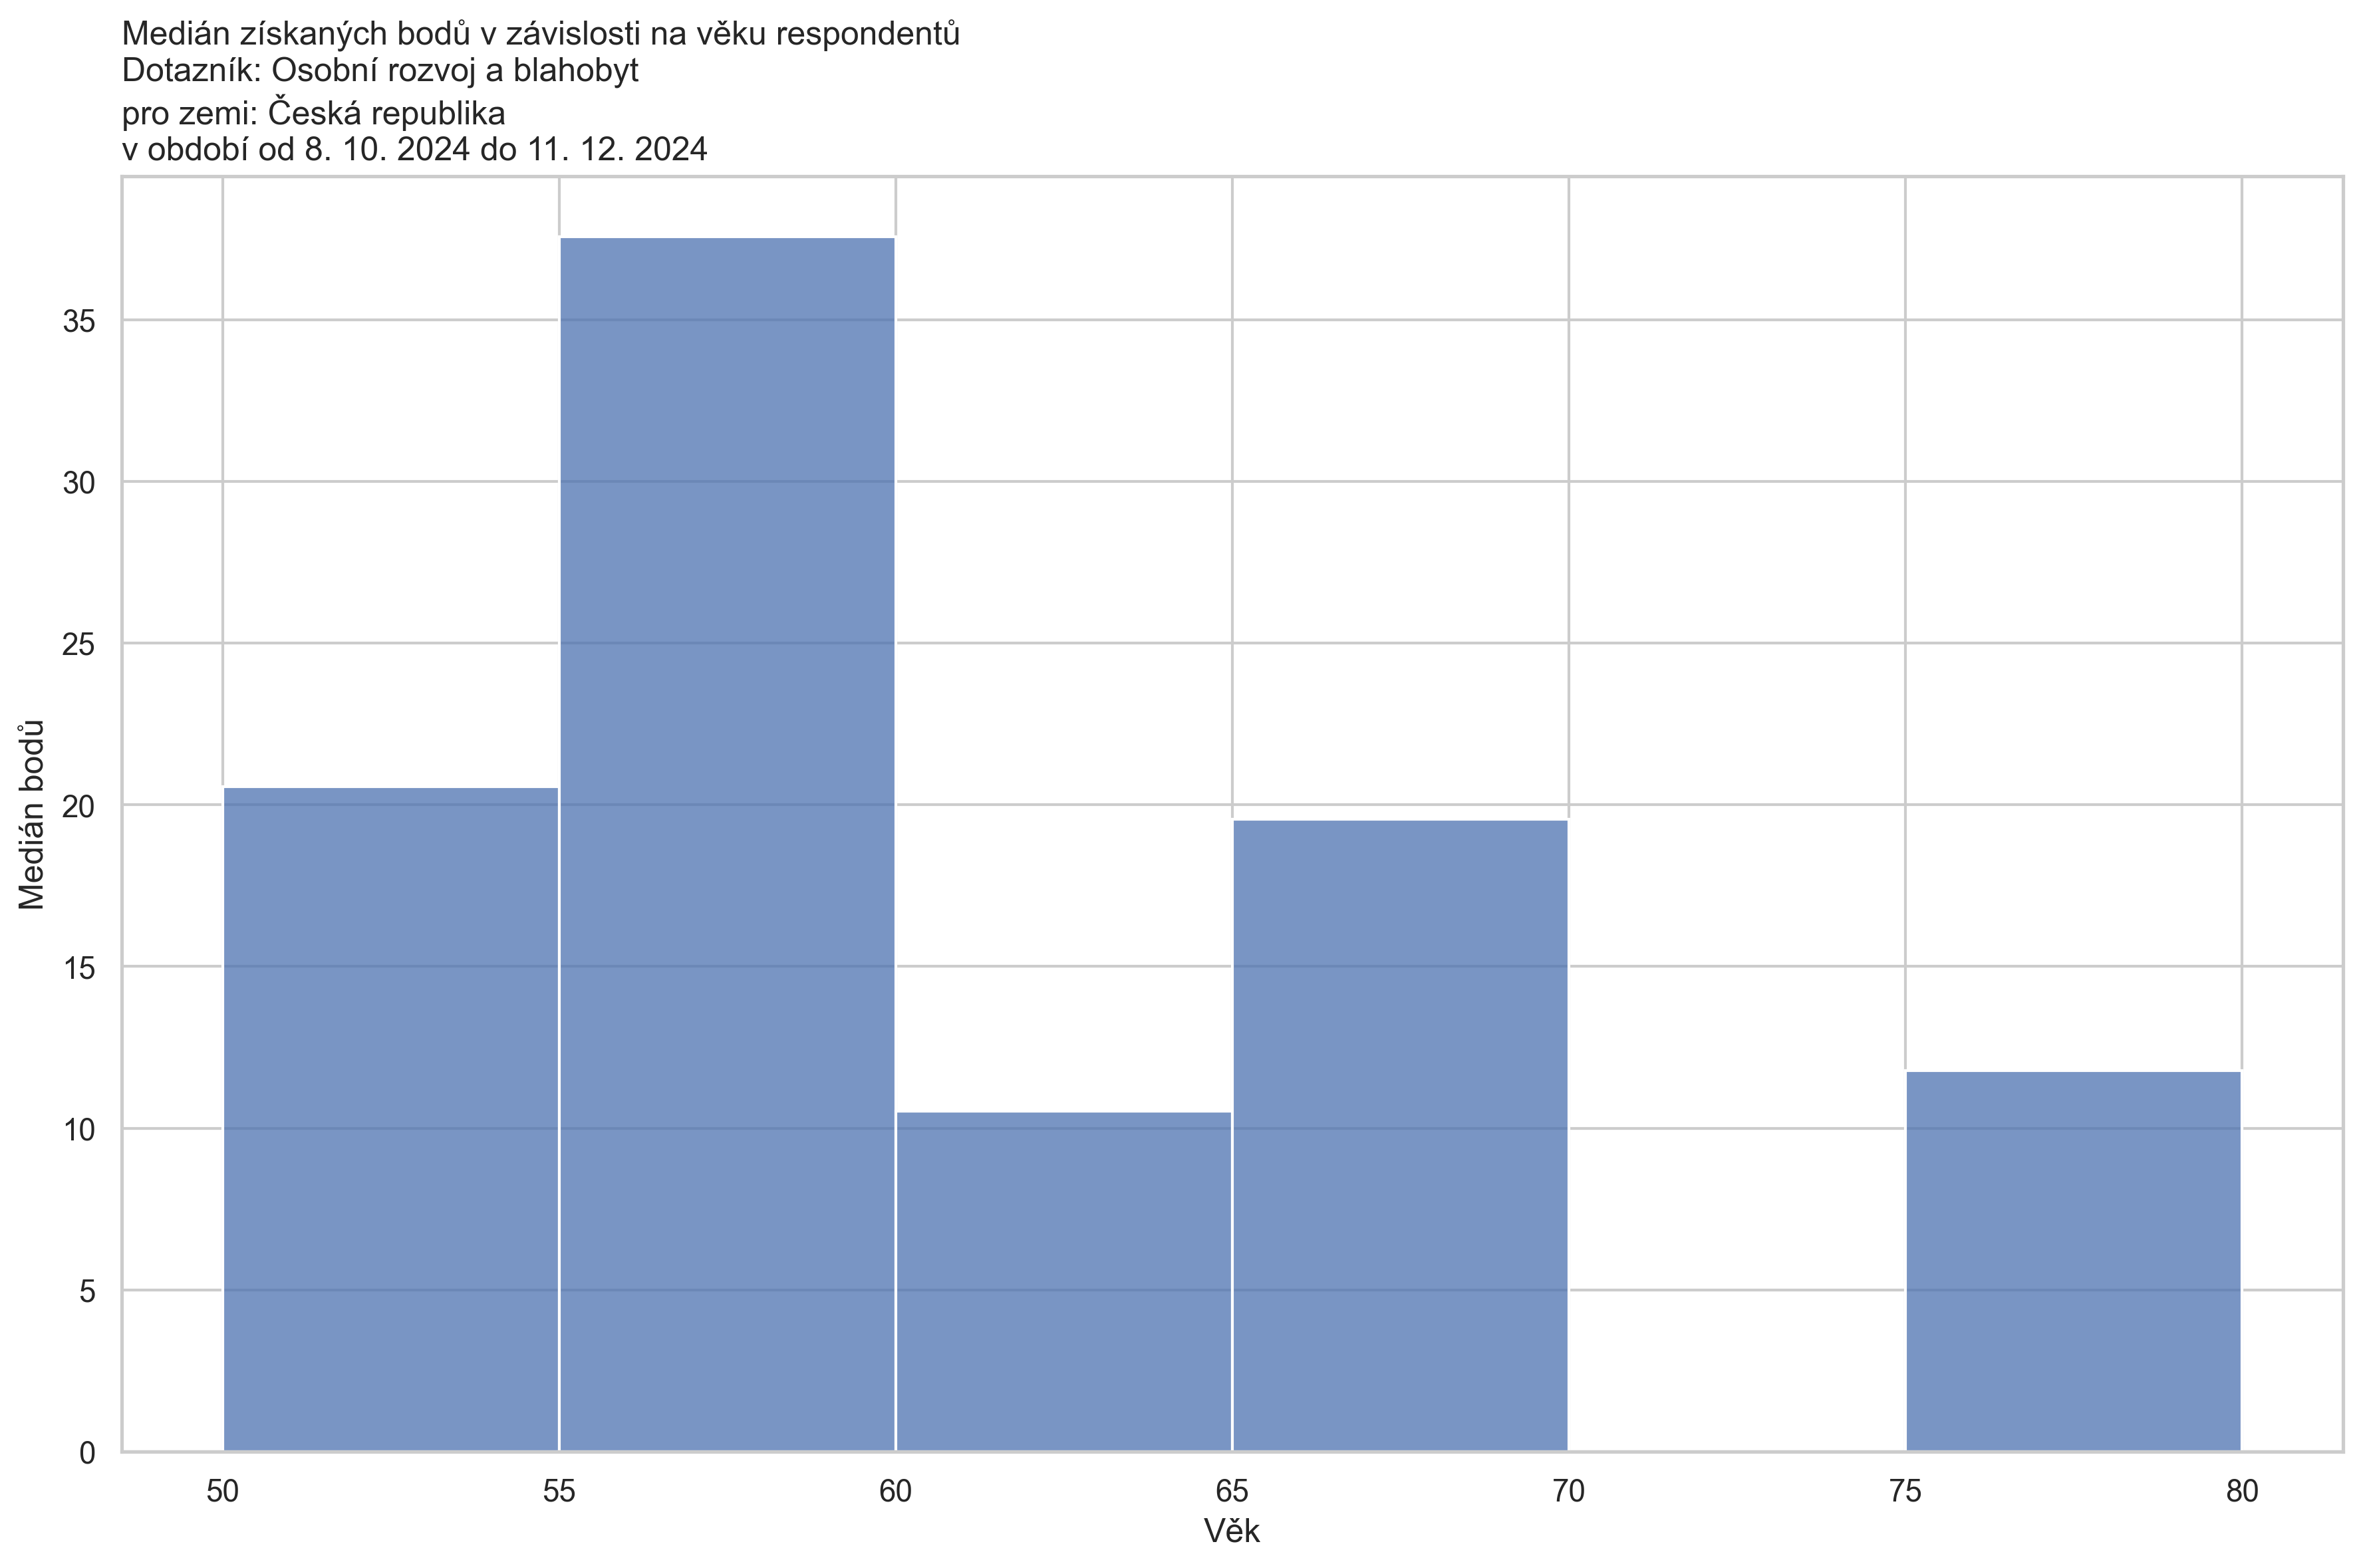 Medián získaných bodů v závislosti na věku respondentů
Dotazník: Osobní rozvoj a blahobyt
pro zemi: Česká republika
v období od 8. 10. 2024 do 11. 12. 2024
Medián bodů
35
30
25
20
15
10
5
0
50 55 60 65 70 75 80
Věk